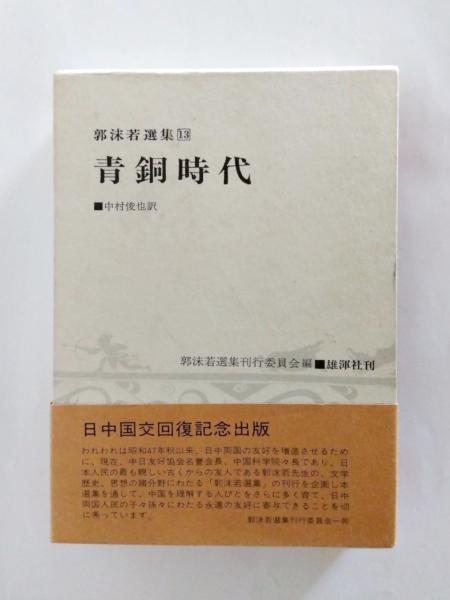 郭沫若選集13
青銅時代
■中村俊也訳
郭沫若選集刊行委員会編■雄渾社刊
日中国交回復記念出版
われわれは昭和47年秋以来、日中両国の友好を増進させるため
に、現在、中日友好協会名誉会長、中国科学院々長であり、日
本人民の最も親しい古くからの友人である郭沫若先生の、文学
歴史、思想の諸分野にわたる「郭沫若選集」の刊行を企画し本
選集を通して、中国を理解する人びとをさらに多く育て、日中
両国人民の子々孫々にわたる永遠の友好に寄与できることを切
に希っています。
郭沫若選集刊行委員会一同